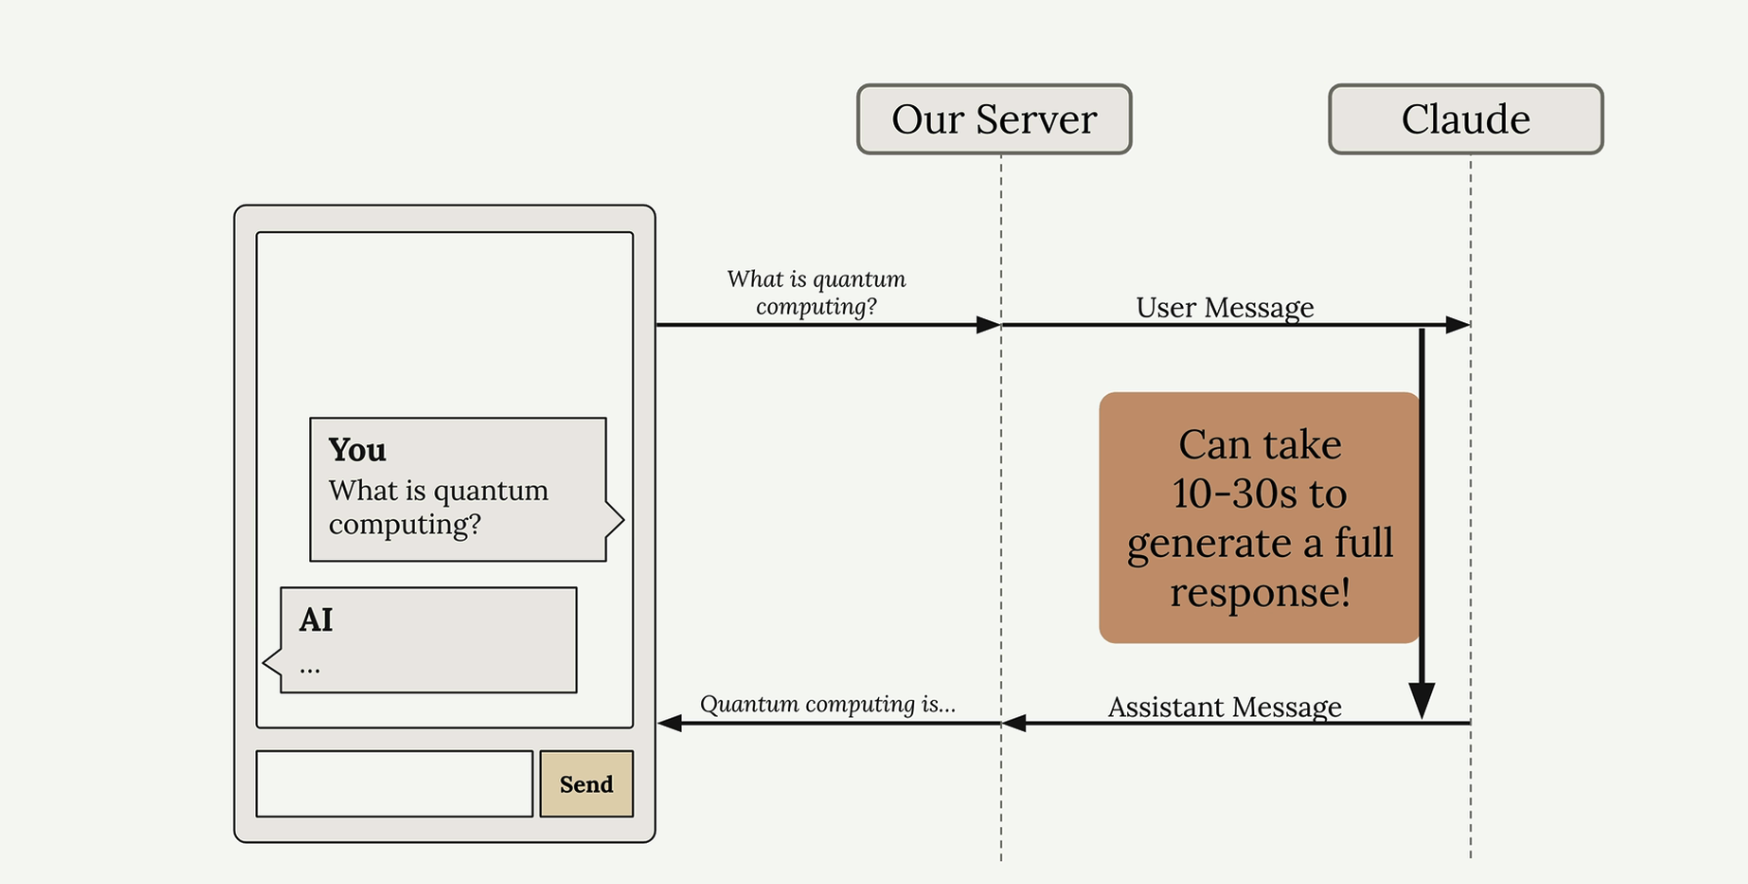 Our Server
Claude
What is quantum
computing?
User Message
You
What is quantum
computing?
Can take
10-30s to
generate a full
response!
AI
...
Quantum computing is...
Assistant Message
Send